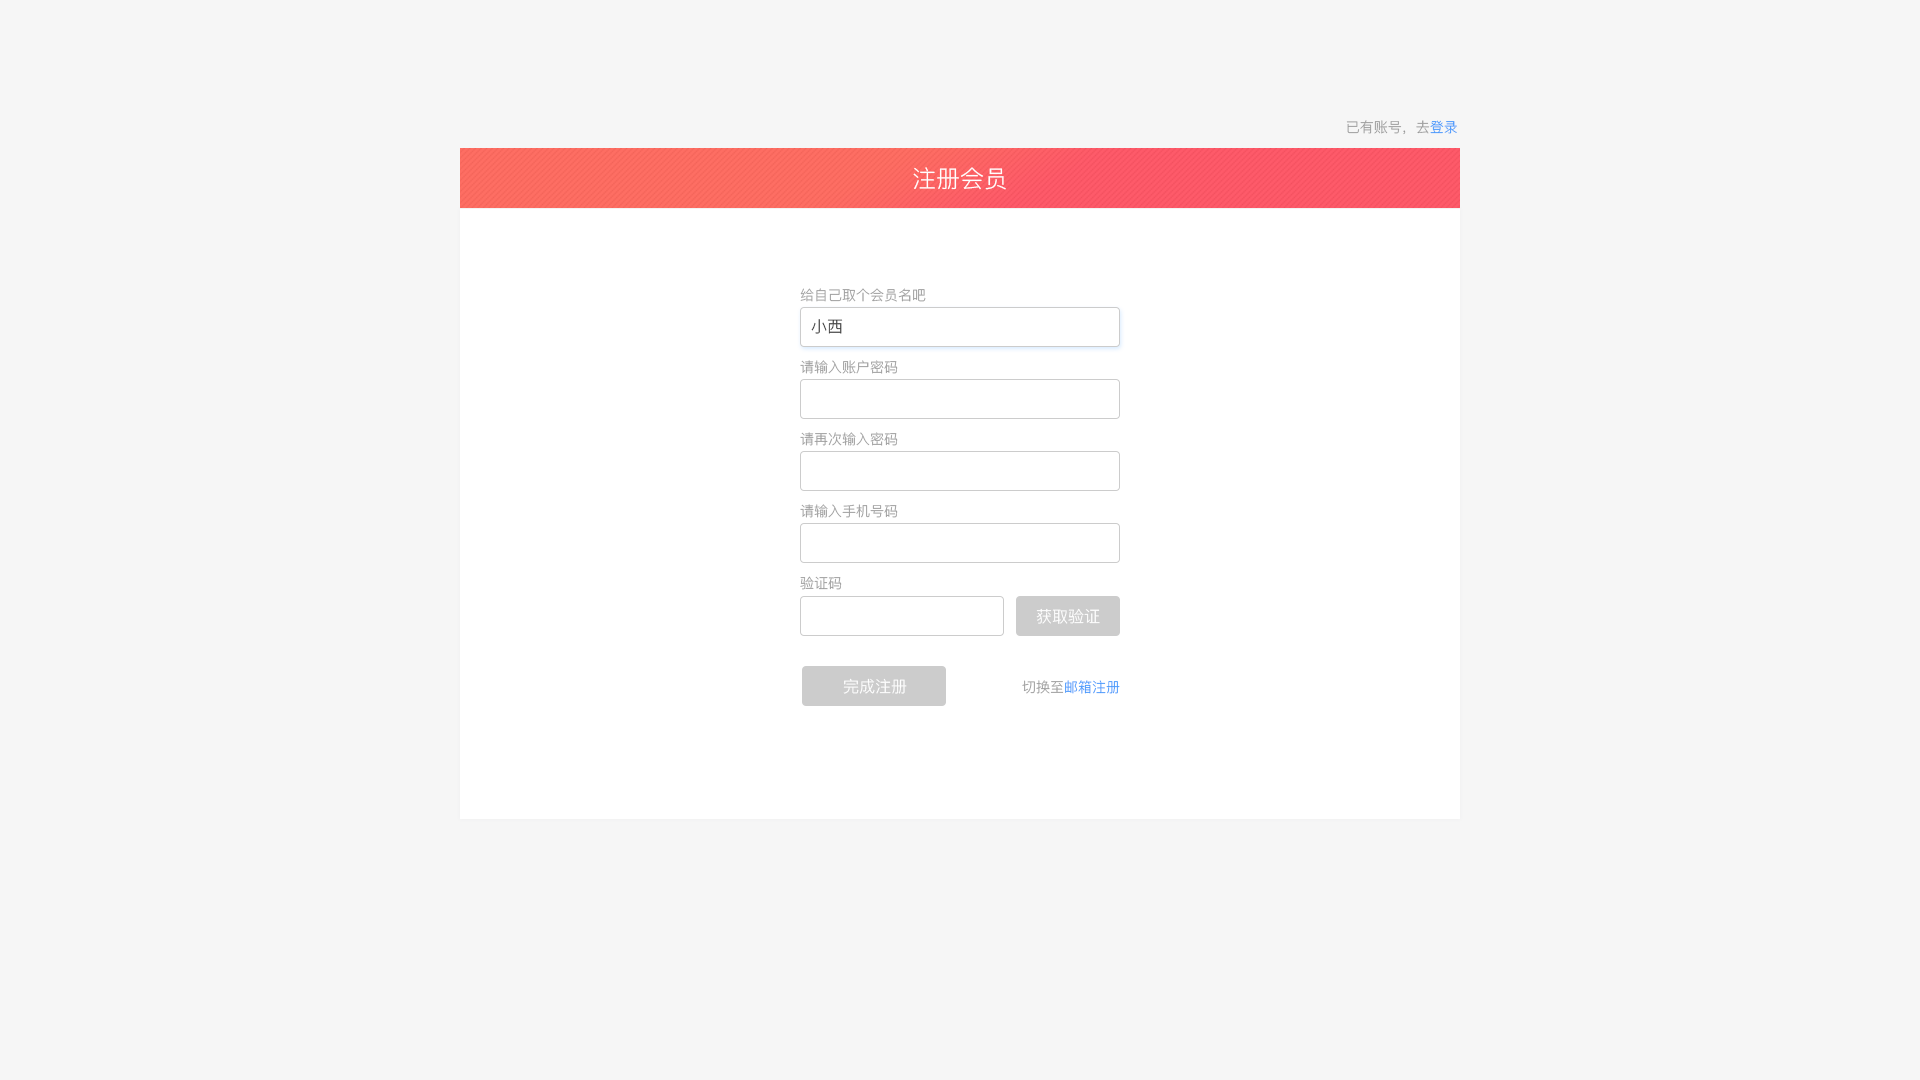 已有账号，去登录
注册会员
给自己取个会员名吧
小西
请输入账户密码
请再次输入密码
请输入手机号码
验证码
获取验证
完成注册
切换至邮箱注册